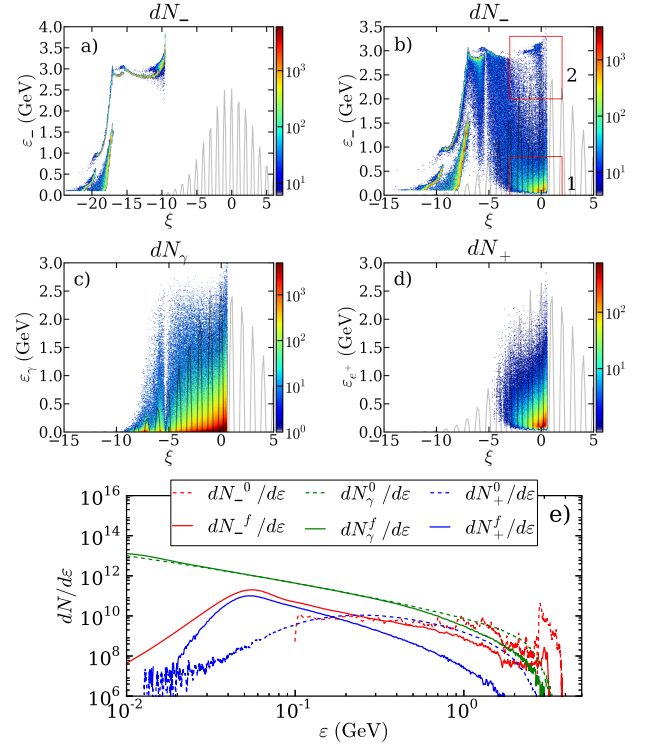 dN₋ dN₋
a) b)
ε₋ (GeV) 4.0 3.5 3.0 2.5 2.0 1.5 1.0 0.5 0.0
−20 −15 −10 −5 0 5
ξ
10³ 10² 10¹
ε₋ (GeV) 3.5 3.0 2.5 2.0 1.5 1.0 0.5 0.0
−15 −10 −5 0 5
ξ
2
1
10³ 10² 10¹
dN_γ dN₊
c) d)
ε_γ (GeV) 3.0 2.5 2.0 1.5 1.0 0.5 0.0
−15 −10 −5 0 5
ξ
10³ 10² 10¹ 10⁰
ε_e⁺ (GeV) 3.0 2.5 2.0 1.5 1.0 0.5 0.0
−15 −10 −5 0 5
ξ
10² 10¹
dN₋⁰/dε dN_γ⁰/dε dN₊⁰/dε
dN₋ᶠ/dε dN_γᶠ/dε dN₊ᶠ/dε
e)
dN/dε
10¹⁶
10¹⁴
10¹²
10¹⁰
10⁸
10⁶
10⁻² 10⁻¹ 10⁰
ε (GeV)